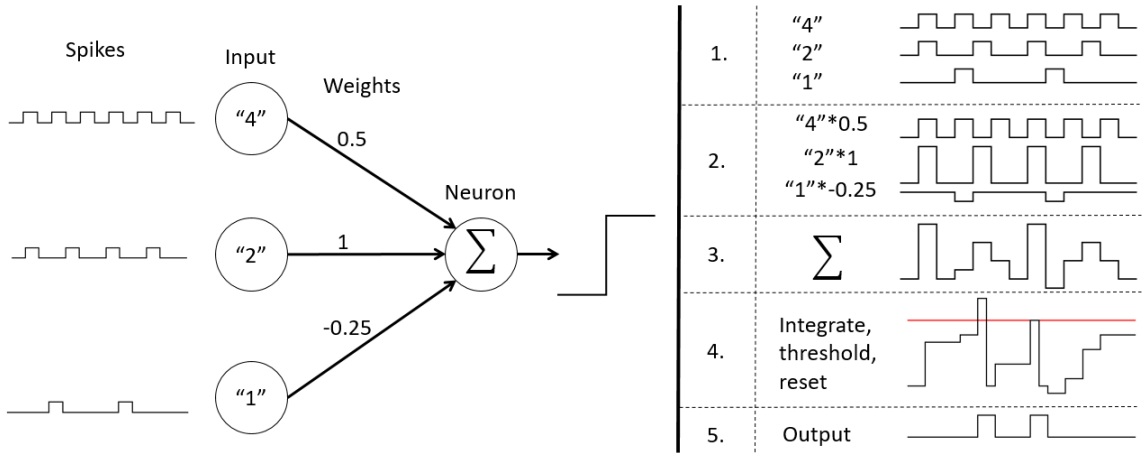 Spikes
Input
Weights
“4”
0.5
Neuron
“2”
1
∑
-0.25
“1”
1.
“4”
“2”
“1”
2.
“4”*0.5
“2”*1
“1”*-0.25
3.
∑
4.
Integrate,
threshold,
reset
5.
Output